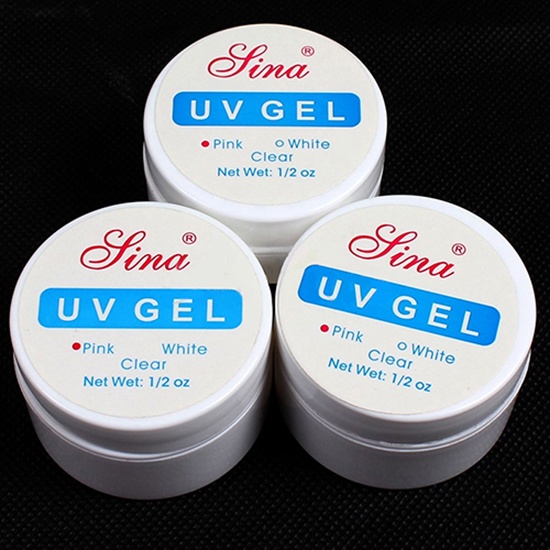 Sina®
UV GEL
●Pink ○White
Clear
Net Wet: 1/2 oz
Sina®
UV GEL
●Pink White
Clear
Net Wet: 1/2 oz
Sina®
UV GEL
●Pink ○White
Clear
Net Wet: 1/2 oz